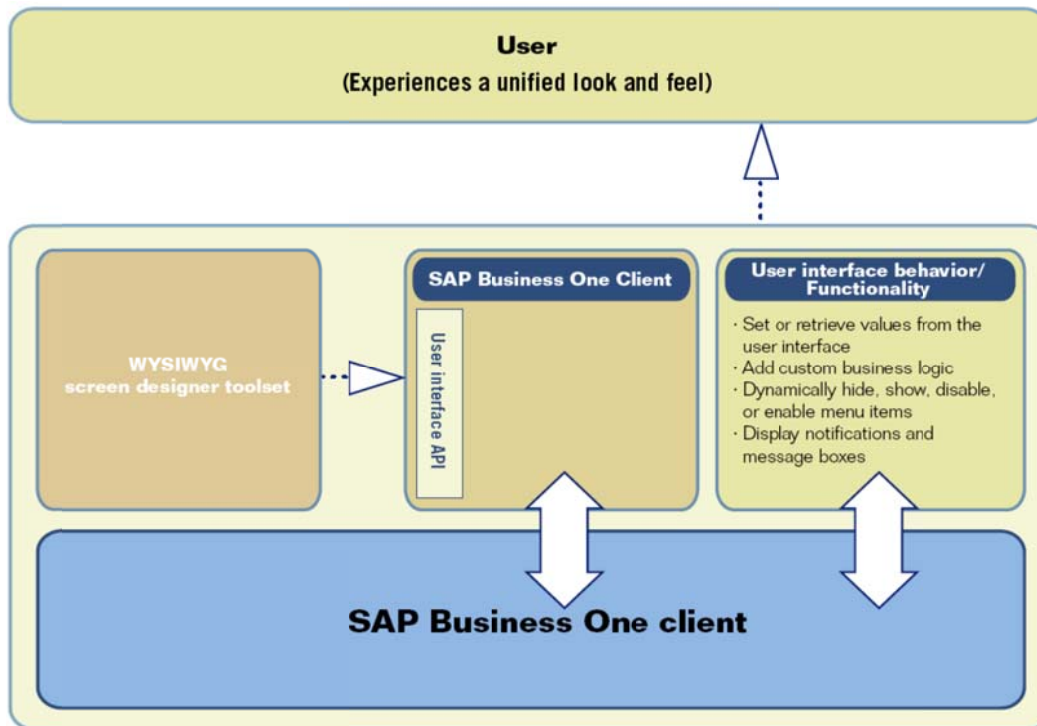 User
(Experiences a unified look and feel)
WYSIWYG
screen designer toolset
SAP Business One Client
User interface API
User interface behavior/
Functionality
· Set or retrieve values from the
user interface
· Add custom business logic
· Dynamically hide, show, disable,
or enable menu items
· Display notifications and
message boxes
SAP Business One client